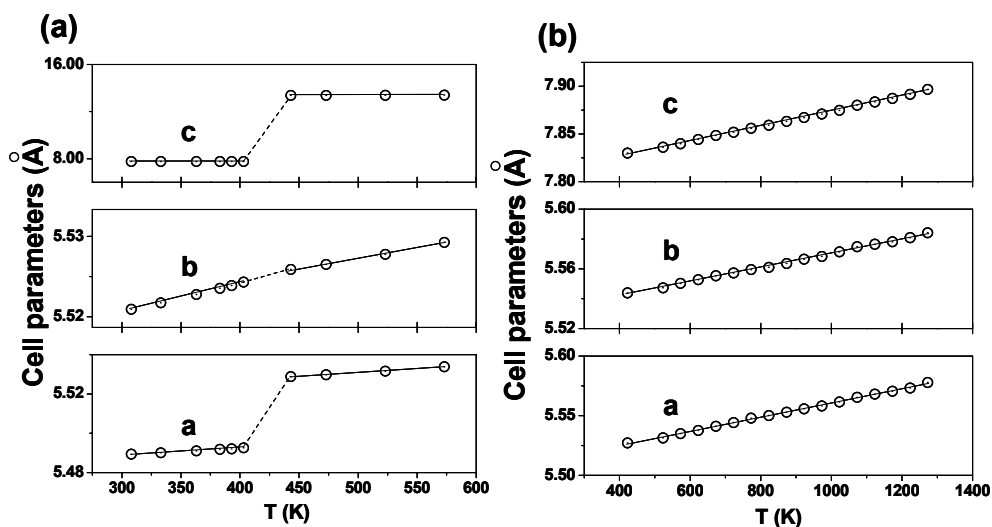 (a)
Cell parameters (Å)
16.00
8.00
c
5.53
5.52
b
5.52
5.48
a
300 350 400 450 500 550 600
T (K)
(b)
Cell parameters (Å)
7.90
7.85
7.80
c
5.60
5.56
5.52
b
5.60
5.55
5.50
a
400 600 800 1000 1200 1400
T (K)